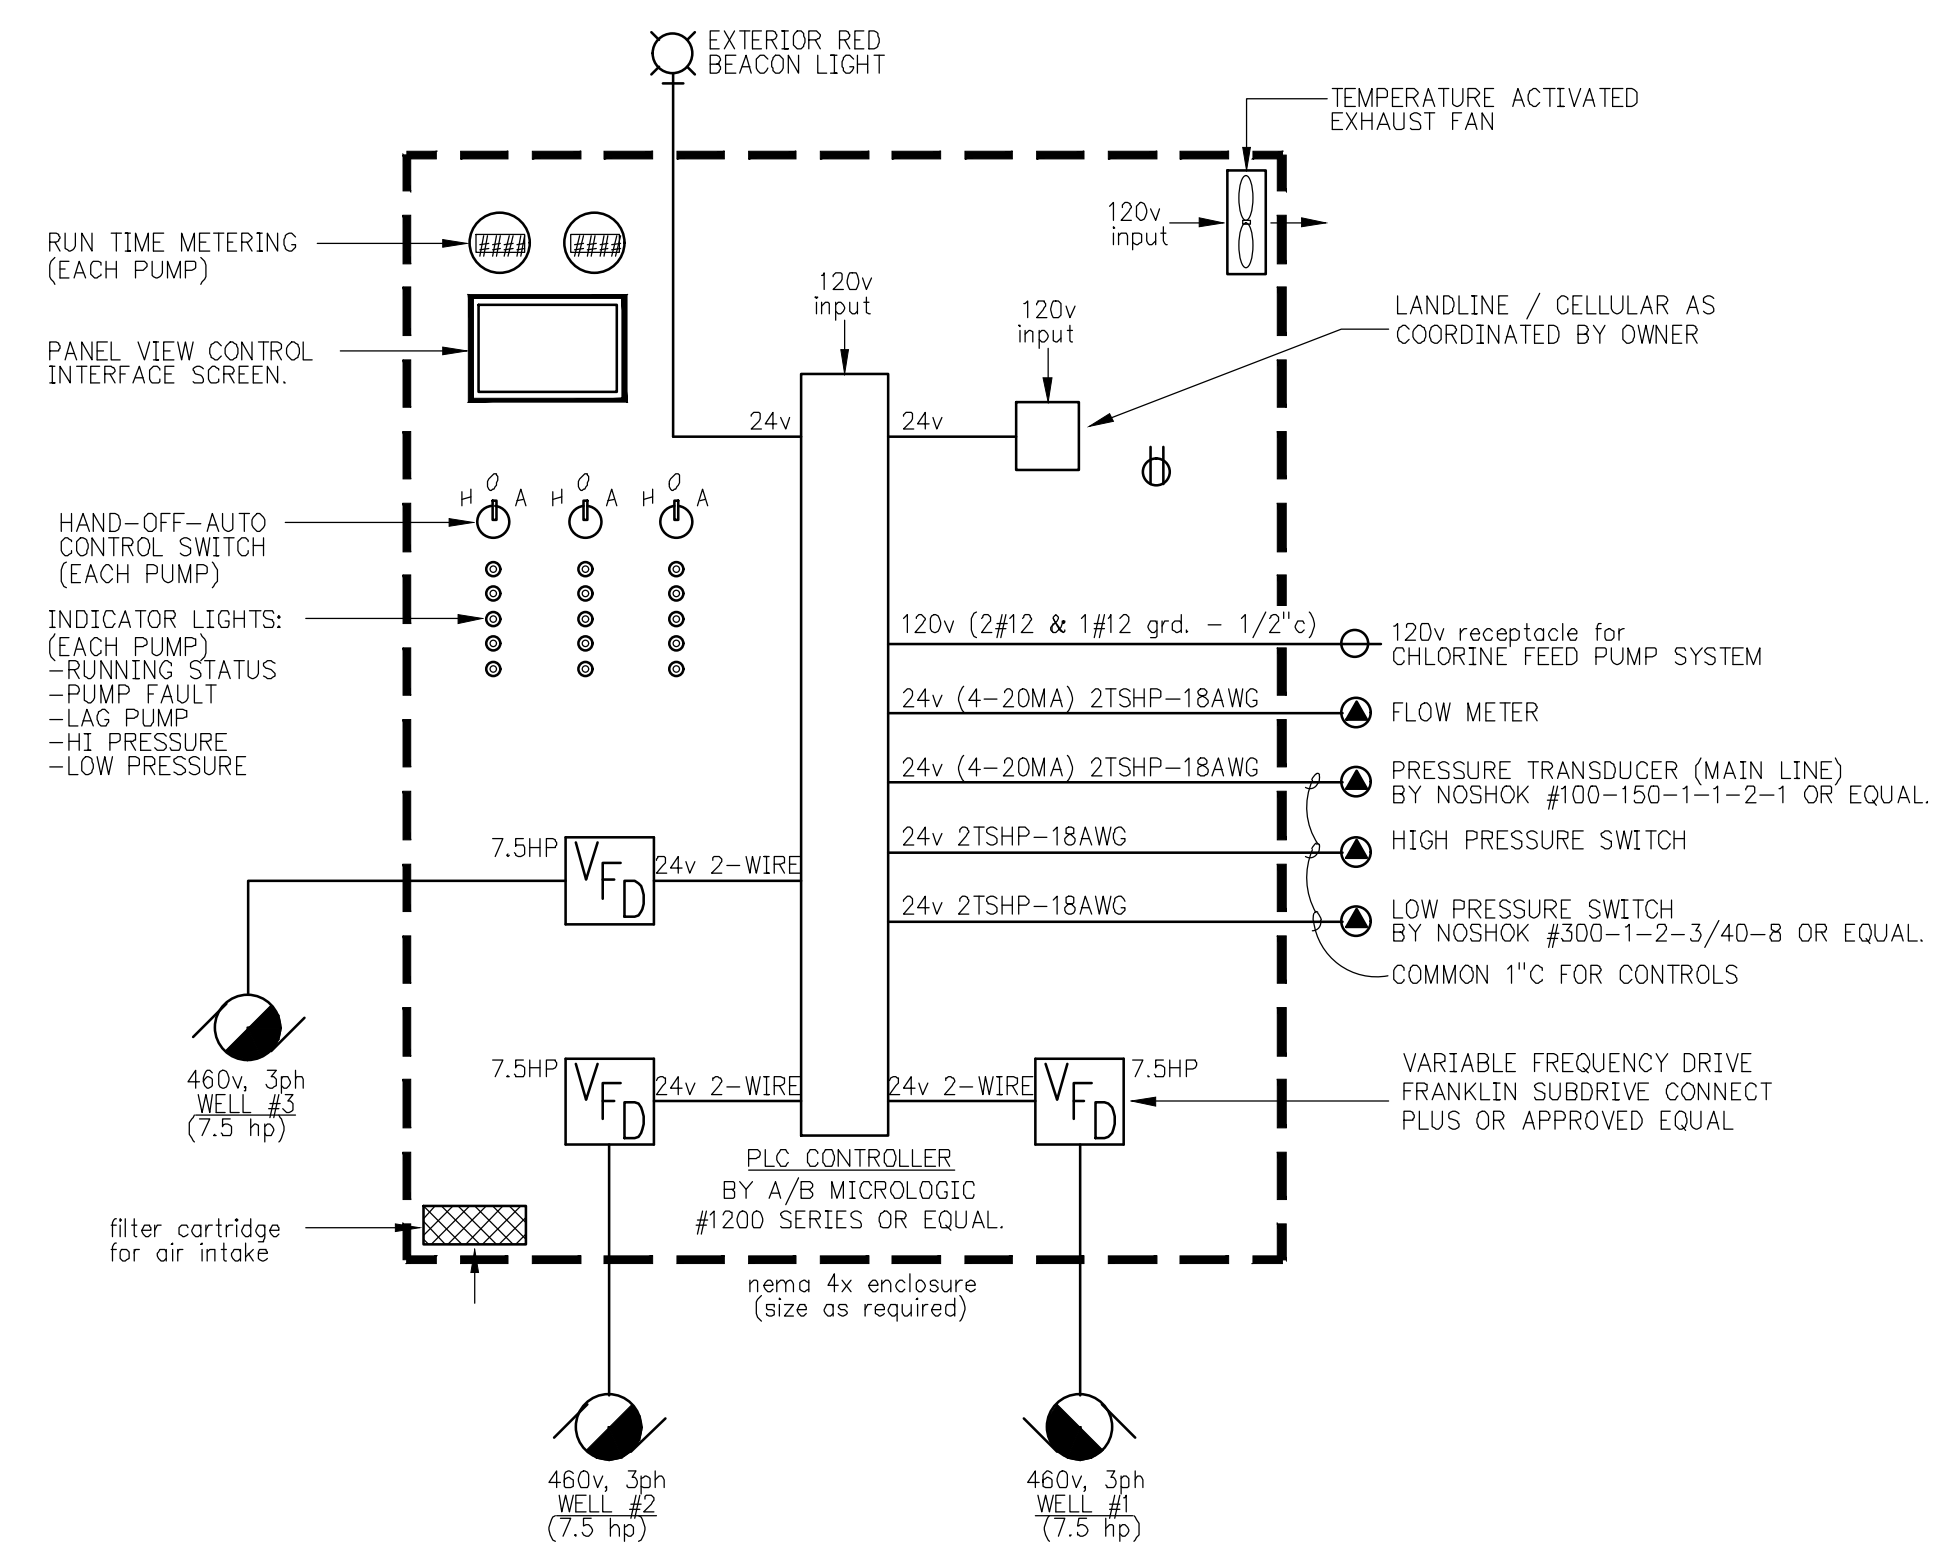 EXTERIOR RED
BEACON LIGHT
TEMPERATURE ACTIVATED
EXHAUST FAN
120v
input
RUN TIME METERING
(EACH PUMP)
####
####
120v
input
120v
input
LANDLINE / CELLULAR AS
COORDINATED BY OWNER
PANEL VIEW CONTROL
INTERFACE SCREEN.
24v
24v
H O A
H O A
H O A
HAND-OFF-AUTO
CONTROL SWITCH
(EACH PUMP)
INDICATOR LIGHTS:
(EACH PUMP)
-RUNNING STATUS
-PUMP FAULT
-LAG PUMP
-HI PRESSURE
-LOW PRESSURE
120v (2#12 & 1#12 grd. - 1/2"c)
120v receptacle for
CHLORINE FEED PUMP SYSTEM
24v (4-20MA) 2TSHP-18AWG
FLOW METER
24v (4-20MA) 2TSHP-18AWG
PRESSURE TRANSDUCER (MAIN LINE)
BY NOSHOK #100-150-1-1-2-1 OR EQUAL.
24v 2TSHP-18AWG
HIGH PRESSURE SWITCH
24v 2TSHP-18AWG
LOW PRESSURE SWITCH
BY NOSHOK #300-1-2-3/40-8 OR EQUAL.
COMMON 1"C FOR CONTROLS
7.5HP
VFD
24v 2-WIRE
460v, 3ph
WELL #3
(7.5 hp)
7.5HP
VFD
24v 2-WIRE
24v 2-WIRE
VFD
7.5HP
VARIABLE FREQUENCY DRIVE
FRANKLIN SUBDRIVE CONNECT
PLUS OR APPROVED EQUAL
PLC CONTROLLER
BY A/B MICROLOGIC
#1200 SERIES OR EQUAL.
filter cartridge
for air intake
nema 4x enclosure
(size as required)
460v, 3ph
WELL #2
(7.5 hp)
460v, 3ph
WELL #1
(7.5 hp)